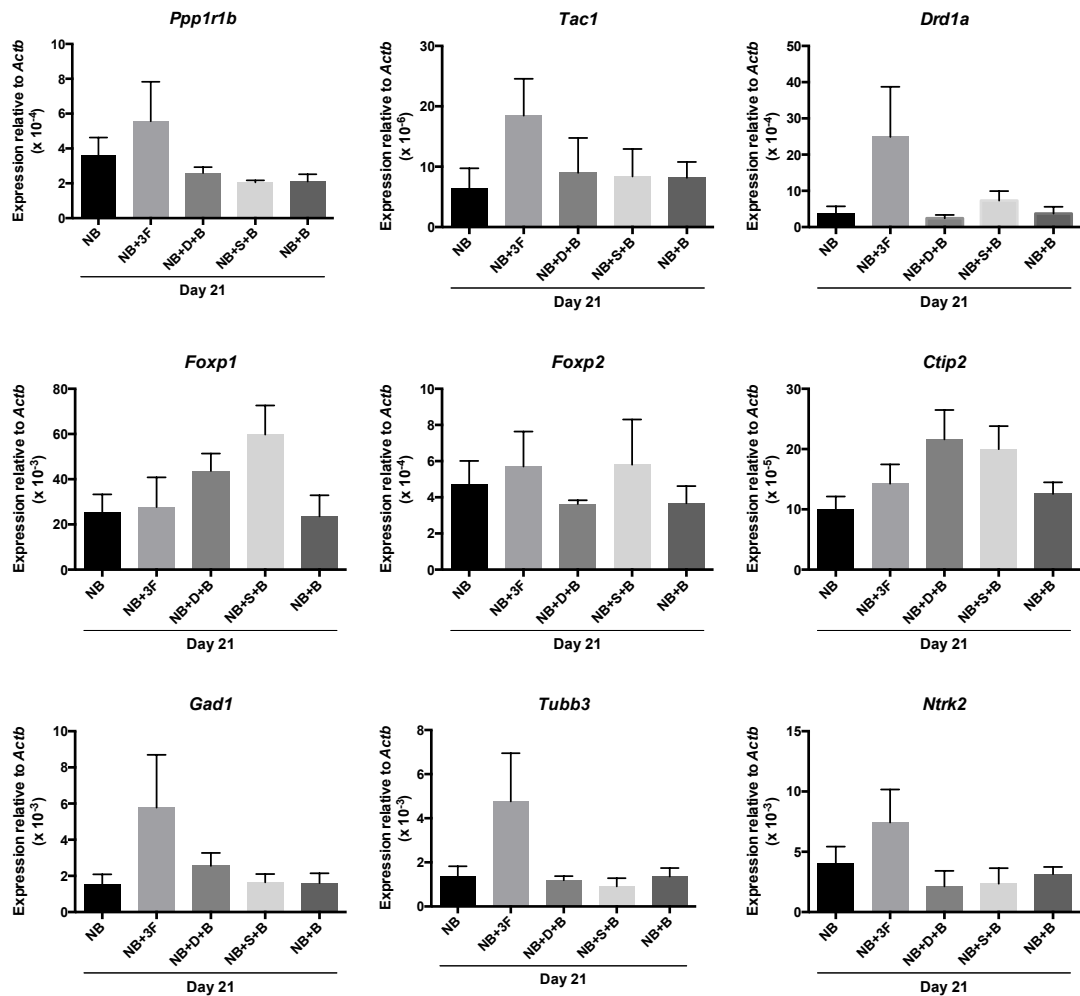 Ppp1r1b
Expression relative to Actb
(x 10⁻⁴)
10
8
6
4
2
0
NB
NB+3F
NB+D+B
NB+S+B
NB+B
Day 21
Tac1
Expression relative to Actb
(x 10⁻⁶)
30
20
10
0
NB
NB+3F
NB+D+B
NB+S+B
NB+B
Day 21
Drd1a
Expression relative to Actb
(x 10⁻⁴)
50
40
30
20
10
0
NB
NB+3F
NB+D+B
NB+S+B
NB+B
Day 21
Foxp1
Expression relative to Actb
(x 10⁻³)
80
60
40
20
0
NB
NB+3F
NB+D+B
NB+S+B
NB+B
Day 21
Foxp2
Expression relative to Actb
(x 10⁻⁴)
10
8
6
4
2
0
NB
NB+3F
NB+D+B
NB+S+B
NB+B
Day 21
Ctip2
Expression relative to Actb
(x 10⁻⁵)
30
20
10
0
NB
NB+3F
NB+D+B
NB+S+B
NB+B
Day 21
Gad1
Expression relative to Actb
(x 10⁻³)
10
8
6
4
2
0
NB
NB+3F
NB+D+B
NB+S+B
NB+B
Day 21
Tubb3
Expression relative to Actb
(x 10⁻³)
8
6
4
2
0
NB
NB+3F
NB+D+B
NB+S+B
NB+B
Day 21
Ntrk2
Expression relative to Actb
(x 10⁻³)
15
10
5
0
NB
NB+3F
NB+D+B
NB+S+B
NB+B
Day 21